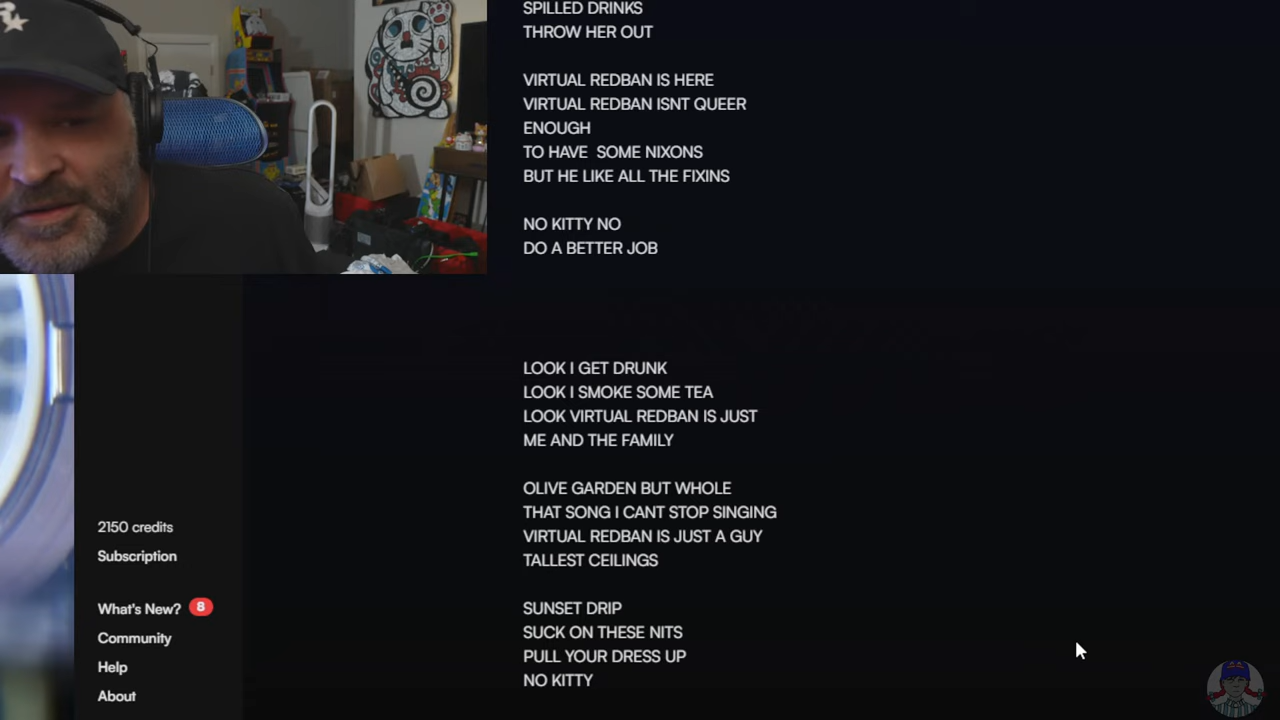 SPILLED DRINKS
THROW HER OUT
VIRTUAL REDBAN IS HERE
VIRTUAL REDBAN ISNT QUEER
ENOUGH
TO HAVE  SOME NIXONS
BUT HE LIKE ALL THE FIXINS
NO KITTY NO
DO A BETTER JOB
LOOK I GET DRUNK
LOOK I SMOKE SOME TEA
LOOK VIRTUAL REDBAN IS JUST
ME AND THE FAMILY
OLIVE GARDEN BUT WHOLE
THAT SONG I CANT STOP SINGING
VIRTUAL REDBAN IS JUST A GUY
TALLEST CEILINGS
SUNSET DRIP
SUCK ON THESE NITS
PULL YOUR DRESS UP
NO KITTY
2150 credits
Subscription
What's New? 8
Community
Help
About
R